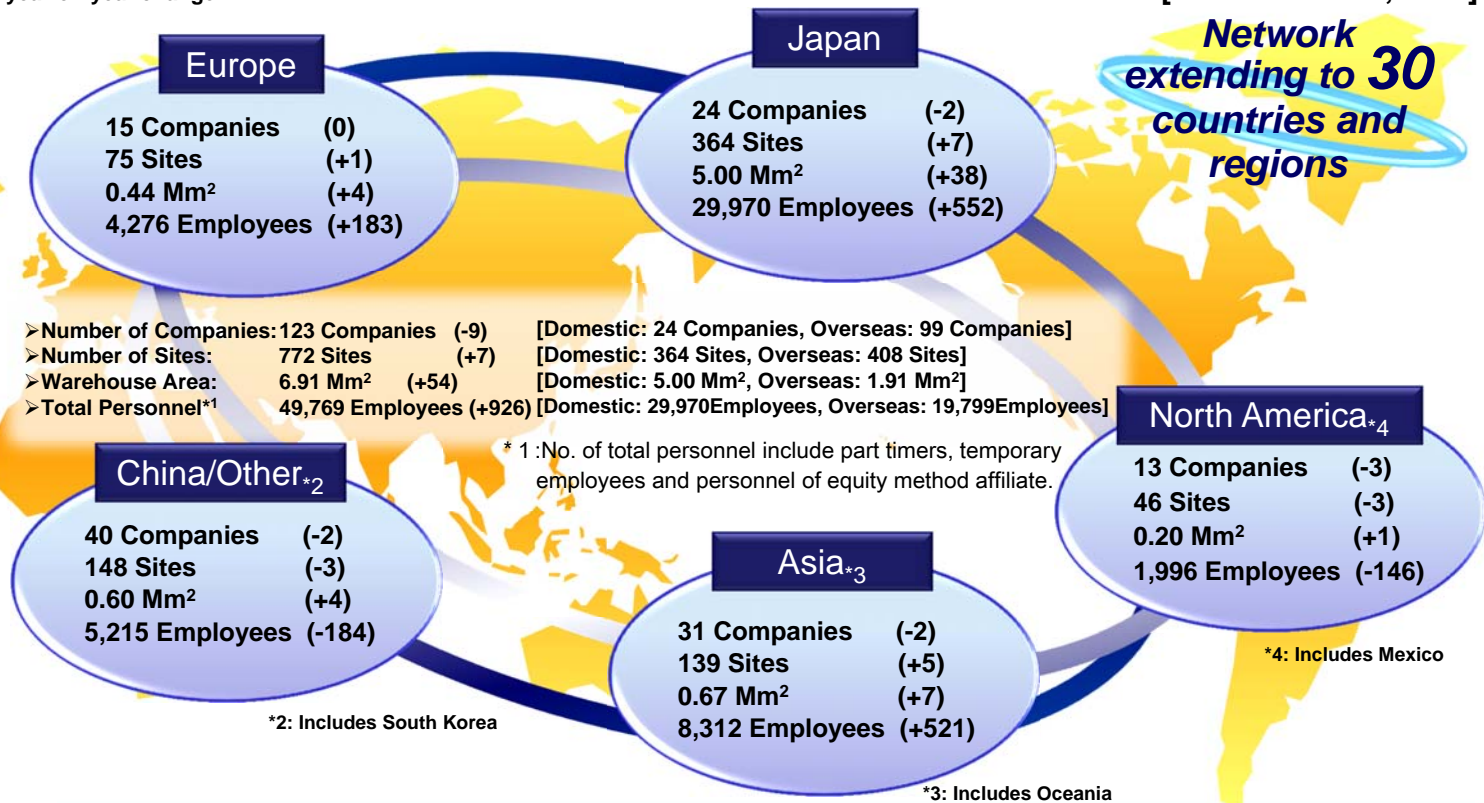 Network
extending to 30
countries and
regions
Europe
15 Companies (0)
75 Sites (+1)
0.44 Mm² (+4)
4,276 Employees (+183)
Japan
24 Companies (-2)
364 Sites (+7)
5.00 Mm² (+38)
29,970 Employees (+552)
➢Number of Companies: 123 Companies (-9) [Domestic: 24 Companies, Overseas: 99 Companies]
➢Number of Sites: 772 Sites (+7) [Domestic: 364 Sites, Overseas: 408 Sites]
➢Warehouse Area: 6.91 Mm² (+54) [Domestic: 5.00 Mm², Overseas: 1.91 Mm²]
➢Total Personnel*1 49,769 Employees (+926) [Domestic: 29,970Employees, Overseas: 19,799Employees]
* 1 :No. of total personnel include part timers, temporary
employees and personnel of equity method affiliate.
China/Other*2
40 Companies (-2)
148 Sites (-3)
0.60 Mm² (+4)
5,215 Employees (-184)
*2: Includes South Korea
Asia*3
31 Companies (-2)
139 Sites (+5)
0.67 Mm² (+7)
8,312 Employees (+521)
*3: Includes Oceania
North America*4
13 Companies (-3)
46 Sites (-3)
0.20 Mm² (+1)
1,996 Employees (-146)
*4: Includes Mexico